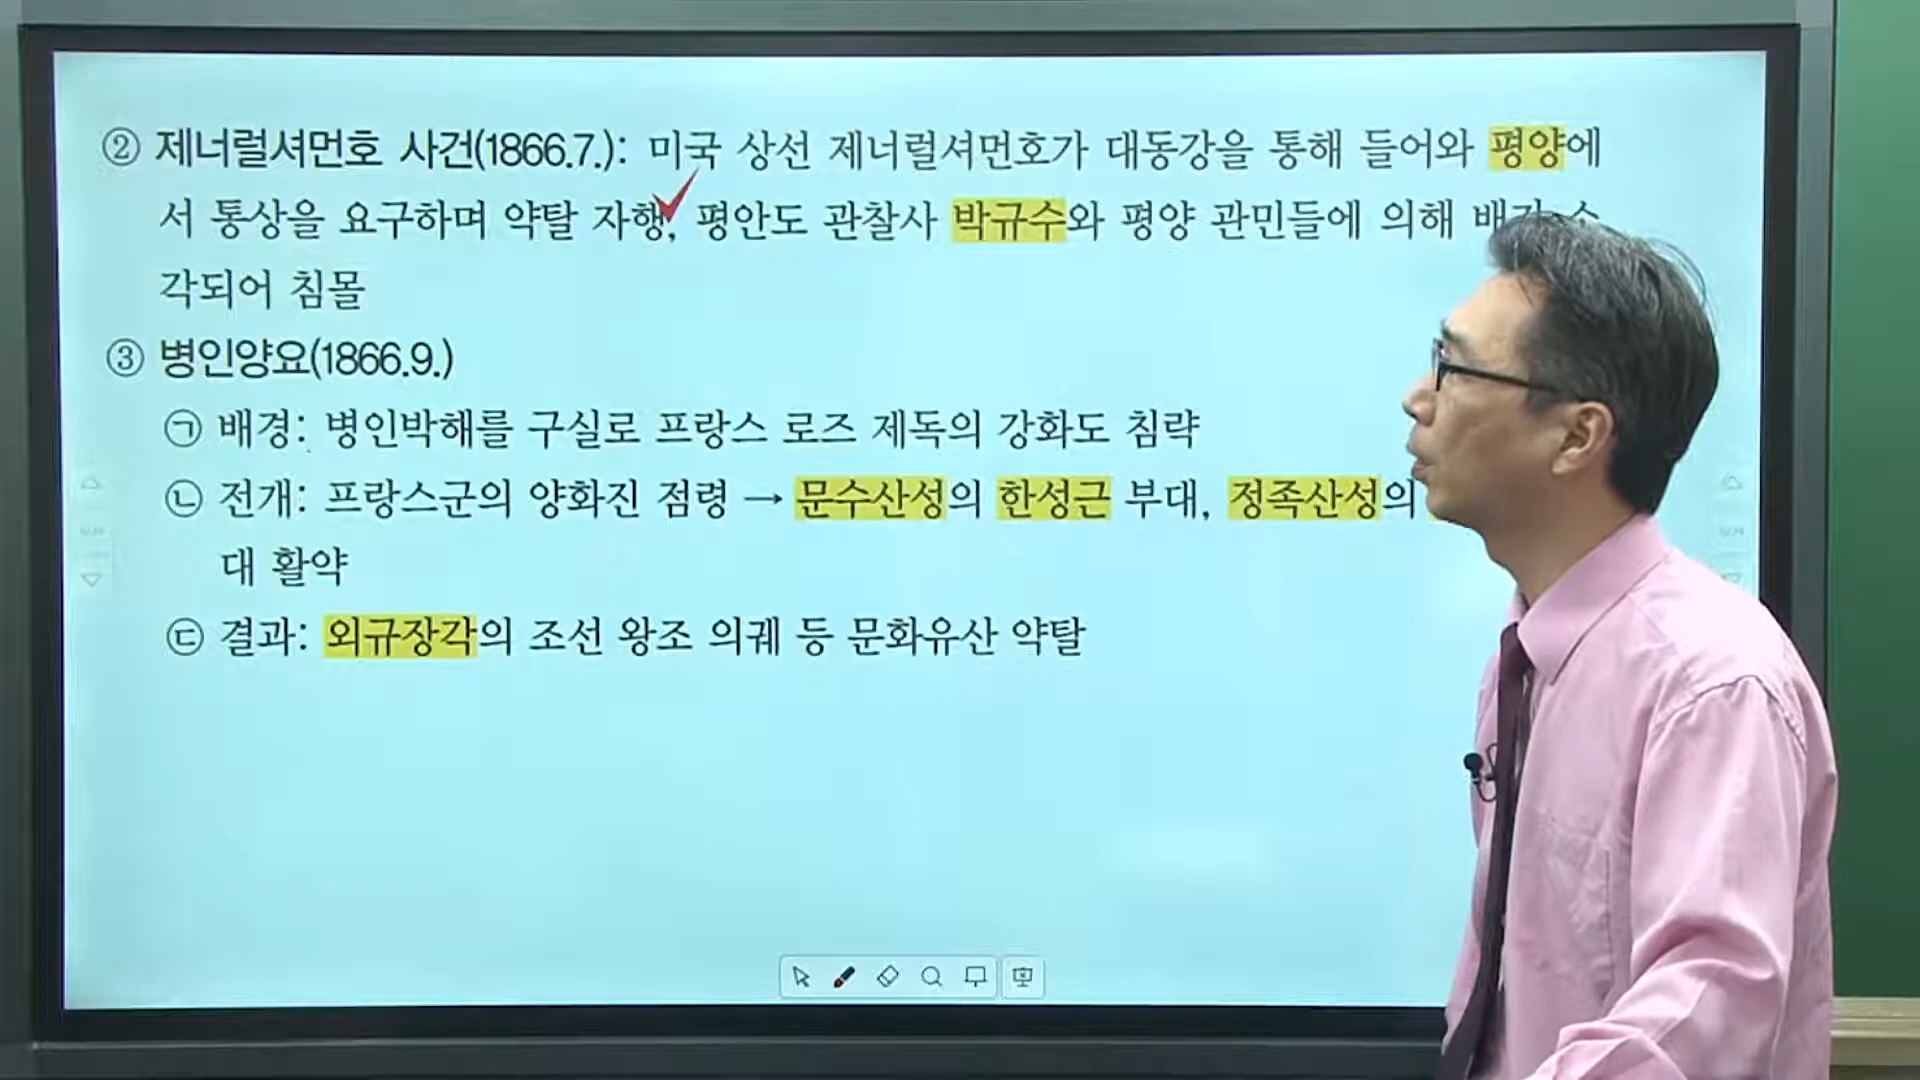 ② 제너럴셔먼호 사건(1866.7.): 미국 상선 제너럴셔먼호가 대동강을 통해 들어와 평양에
서 통상을 요구하며 약탈 자행, 평안도 관찰사 박규수와 평양 관민들에 의해
각되어 침몰
③ 병인양요(1866.9.)
㉠ 배경: 병인박해를 구실로 프랑스 로즈 제독의 강화도 침략
㉡ 전개: 프랑스군의 양화진 점령 → 문수산성의 한성근 부대, 정족산성의
대 활약
㉢ 결과: 외규장각의 조선 왕조 의궤 등 문화유산 약탈